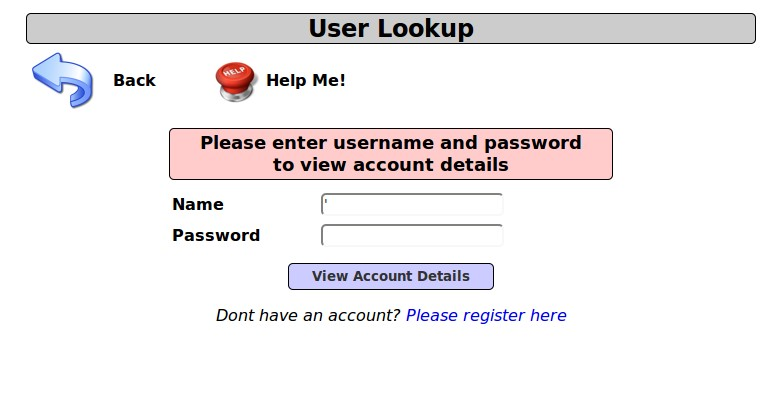 User Lookup
Back
HELP
Help Me!
Please enter username and password
to view account details
Name
'
Password
View Account Details
Dont have an account? Please register here